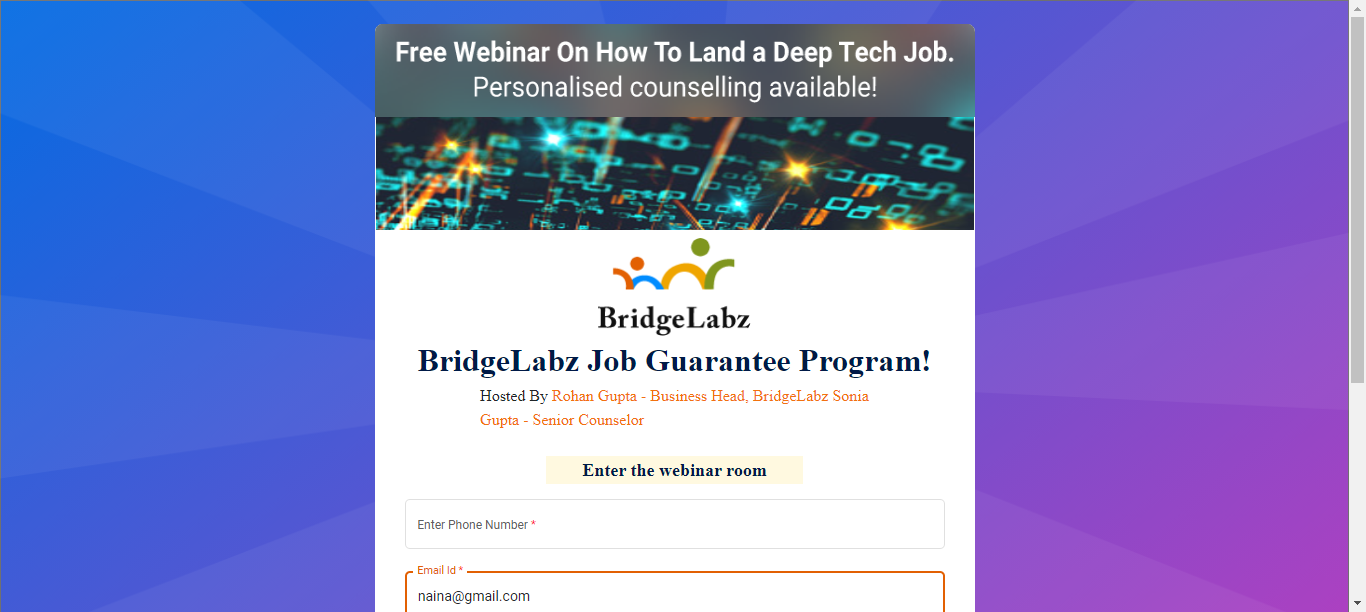 Free Webinar On How To Land a Deep Tech Job.
Personalised counselling available!
BridgeLabz
BridgeLabz Job Guarantee Program!
Hosted By Rohan Gupta - Business Head, BridgeLabz Sonia
Gupta - Senior Counselor
Enter the webinar room
Enter Phone Number *
Email Id *
naina@gmail.com